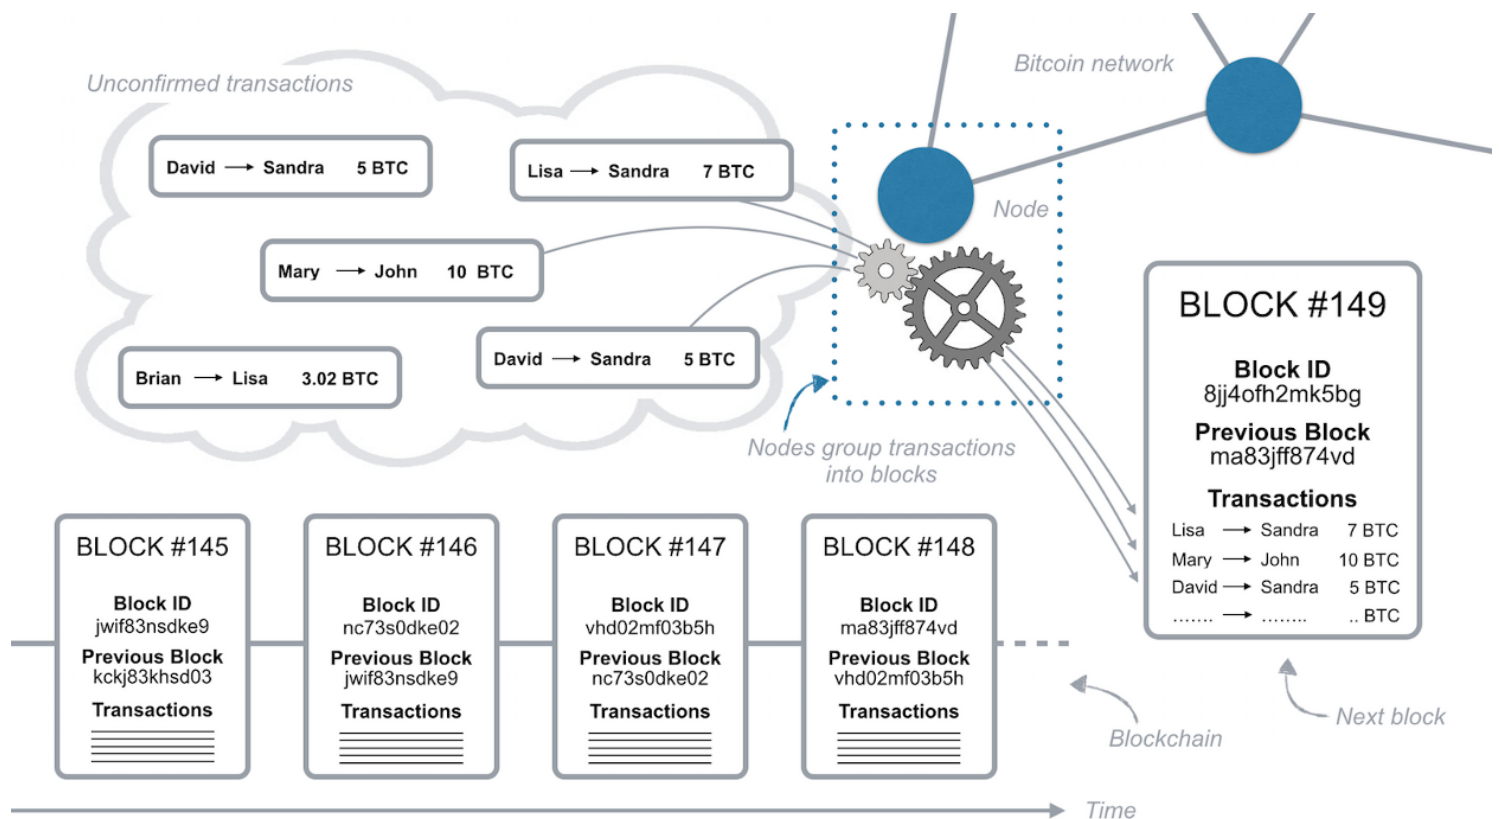 Unconfirmed transactions
David → Sandra 5 BTC
Lisa → Sandra 7 BTC
Mary → John 10 BTC
David → Sandra 5 BTC
Brian → Lisa 3.02 BTC
Bitcoin network
Node
Nodes group transactions
into blocks
BLOCK #149
Block ID
8jj4ofh2mk5bg
Previous Block
ma83jff874vd
Transactions
Lisa → Sandra 7 BTC
Mary → John 10 BTC
David → Sandra 5 BTC
....... → ........ .. BTC
Next block
BLOCK #145
Block ID
jwif83nsdke9
Previous Block
kckj83khsd03
Transactions
BLOCK #146
Block ID
nc73s0dke02
Previous Block
jwif83nsdke9
Transactions
BLOCK #147
Block ID
vhd02mf03b5h
Previous Block
nc73s0dke02
Transactions
BLOCK #148
Block ID
ma83jff874vd
Previous Block
vhd02mf03b5h
Transactions
Blockchain
Time